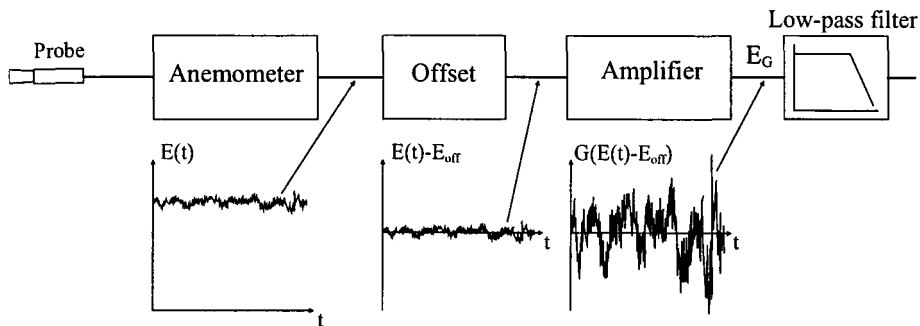 Low-pass filter
Probe
Anemometer
Offset
Amplifier
E_G
E(t)
E(t)-E_off
G(E(t)-E_off)
t
t
t